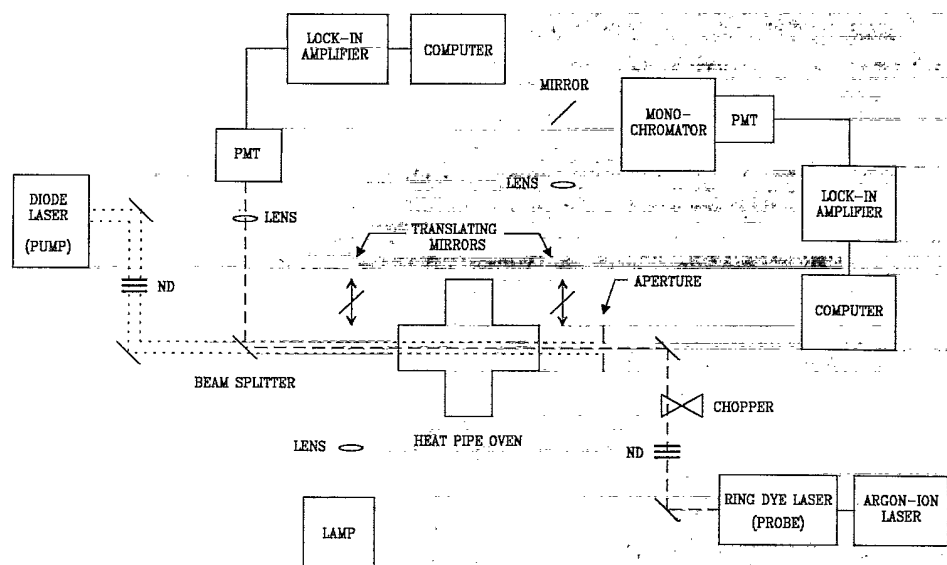 LOCK-IN
AMPLIFIER
COMPUTER
MIRROR
MONO-
CHROMATOR
PMT
PMT
DIODE
LASER
(PUMP)
LENS
LENS
LOCK-IN
AMPLIFIER
TRANSLATING
MIRRORS
ND
APERTURE
COMPUTER
BEAM SPLITTER
CHOPPER
HEAT PIPE OVEN
LENS
ND
RING DYE LASER
(PROBE)
ARGON-ION
LASER
LAMP